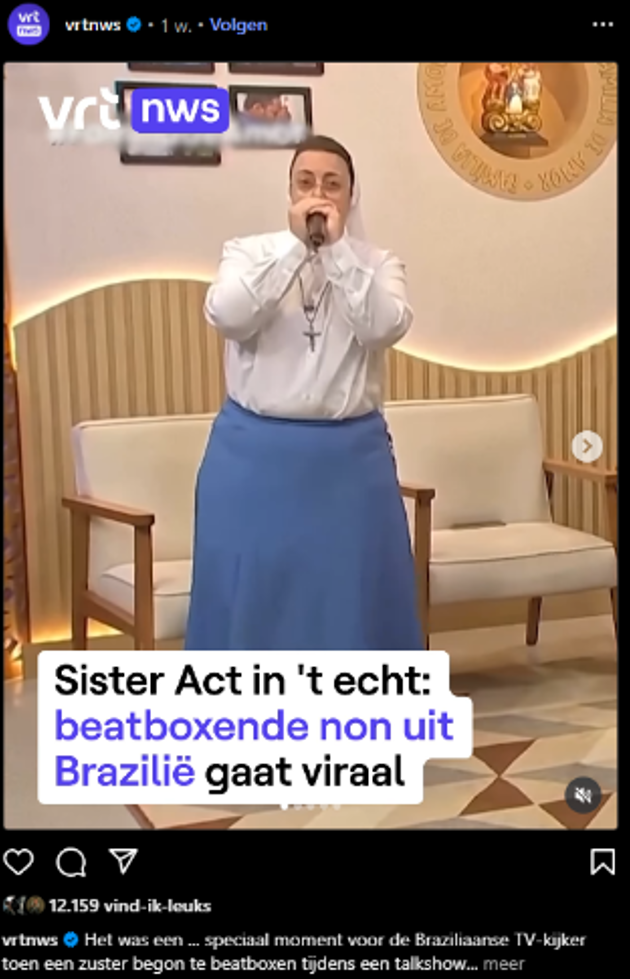 vrtnws • 1 w. • Volgen
vrt nws
FAMILIA DE AMOR
Sister Act in 't echt:
beatboxende non uit
Brazilië gaat viraal
12.159 vind-ik-leuks
vrtnws Het was een ... speciaal moment voor de Braziliaanse TV-kijker
toen een zuster begon te beatboxen tijdens een talkshow... meer